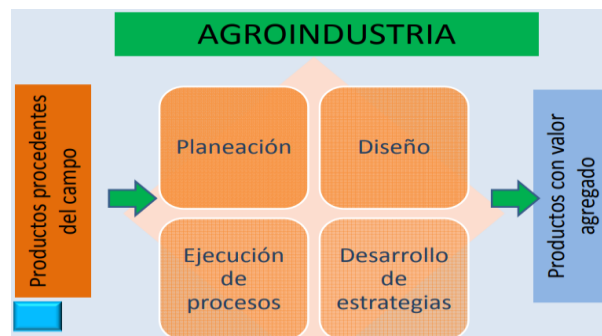 AGROINDUSTRIA
Productos procedentes
del campo
Planeación
Diseño
Ejecución
de
procesos
Desarrollo
de
estrategias
Productos con valor
agregado